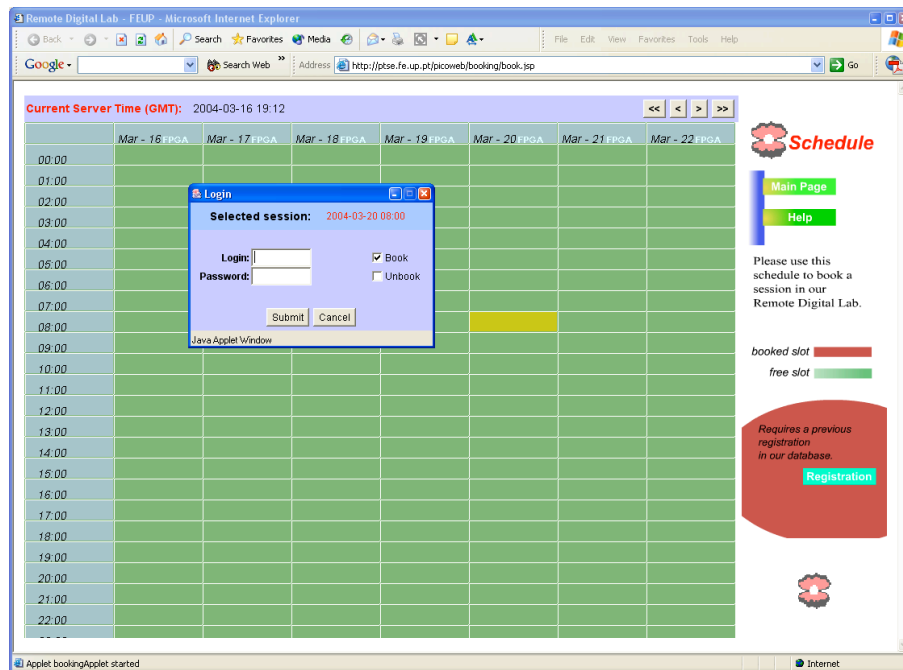 Remote Digital Lab - FEUP - Microsoft Internet Explorer
Back Search Favorites Media File Edit View Favorites Tools Help
Google Search Web » Address http://ptse.fe.up.pt/picoweb/booking/book.jsp Go
Current Server Time (GMT): 2004-03-16 19:12 << < > >>
Mar - 16 FPGA Mar - 17 FPGA Mar - 18 FPGA Mar - 19 FPGA Mar - 20 FPGA Mar - 21 FPGA Mar - 22 FPGA
00:00
01:00
02:00
03:00
04:00
05:00
06:00
07:00
08:00
09:00
10:00
11:00
12:00
13:00
14:00
15:00
16:00
17:00
18:00
19:00
20:00
21:00
22:00
Login
Selected session: 2004-03-20 08:00
Login: Book
Password: Unbook
Submit Cancel
Java Applet Window
Schedule
Main Page
Help
Please use this
schedule to book a
session in our
Remote Digital Lab.
booked slot
free slot
Requires a previous
registration
in our database.
Registration
Applet bookingApplet started Internet